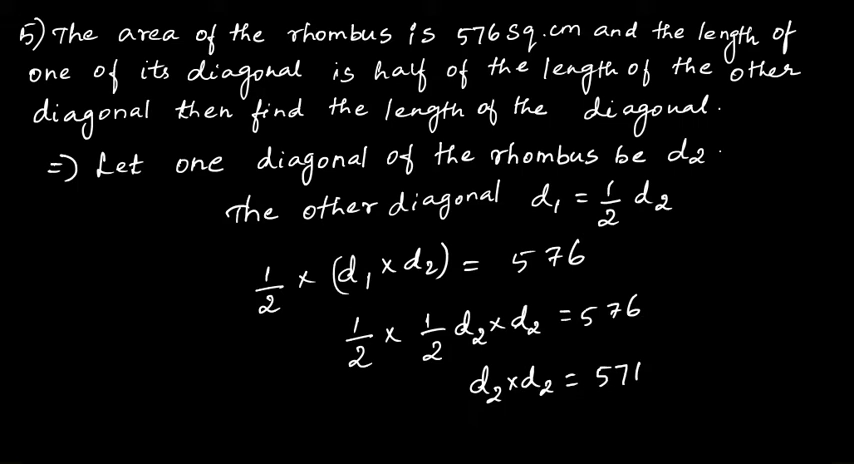 5) The area of the rhombus is 576 sq.cm and the length of
one of its diagonal is half of the length of the other
diagonal then find the length of the diagonal.
=) Let one diagonal of the rhombus be d2.
The other diagonal d₁ = 1/2 d2
1/2 × (d₁ × d₂) = 576
1/2 × 1/2 d₂ × d₂ = 576
d₂ × d₂ = 571